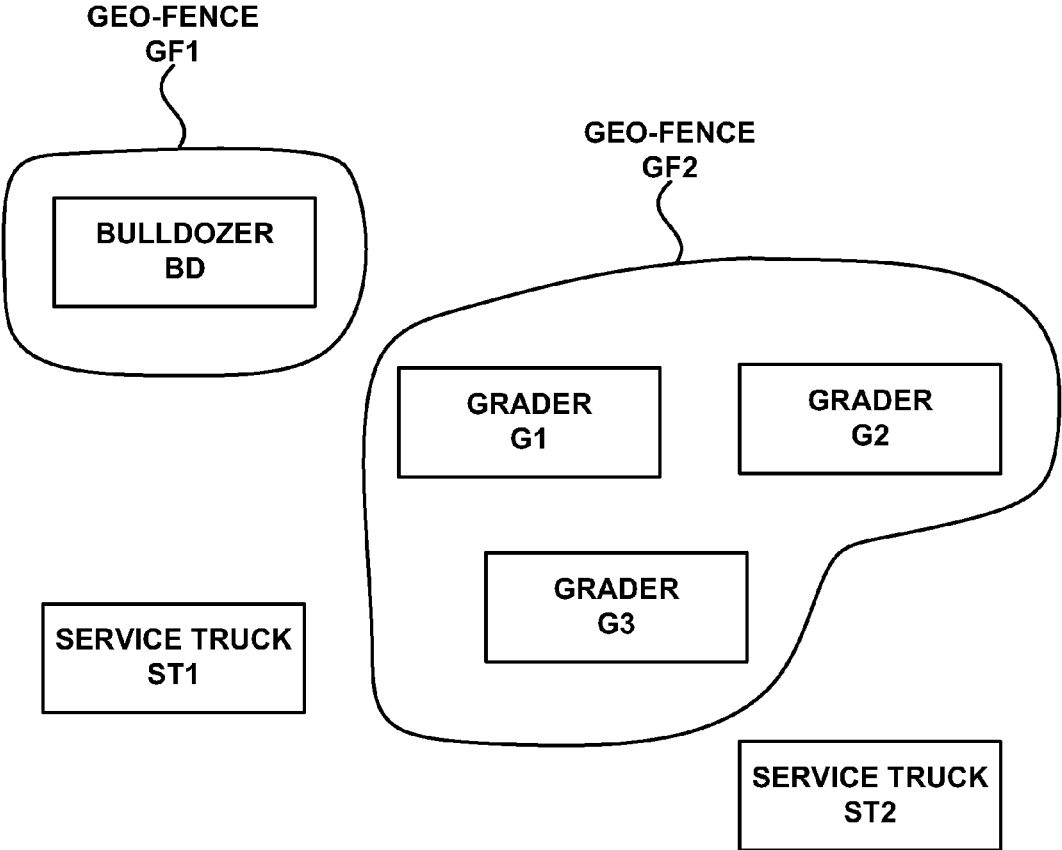 GEO-FENCE
GF1
GEO-FENCE
GF2
BULLDOZER
BD
GRADER
G1
GRADER
G2
GRADER
G3
SERVICE TRUCK
ST1
SERVICE TRUCK
ST2